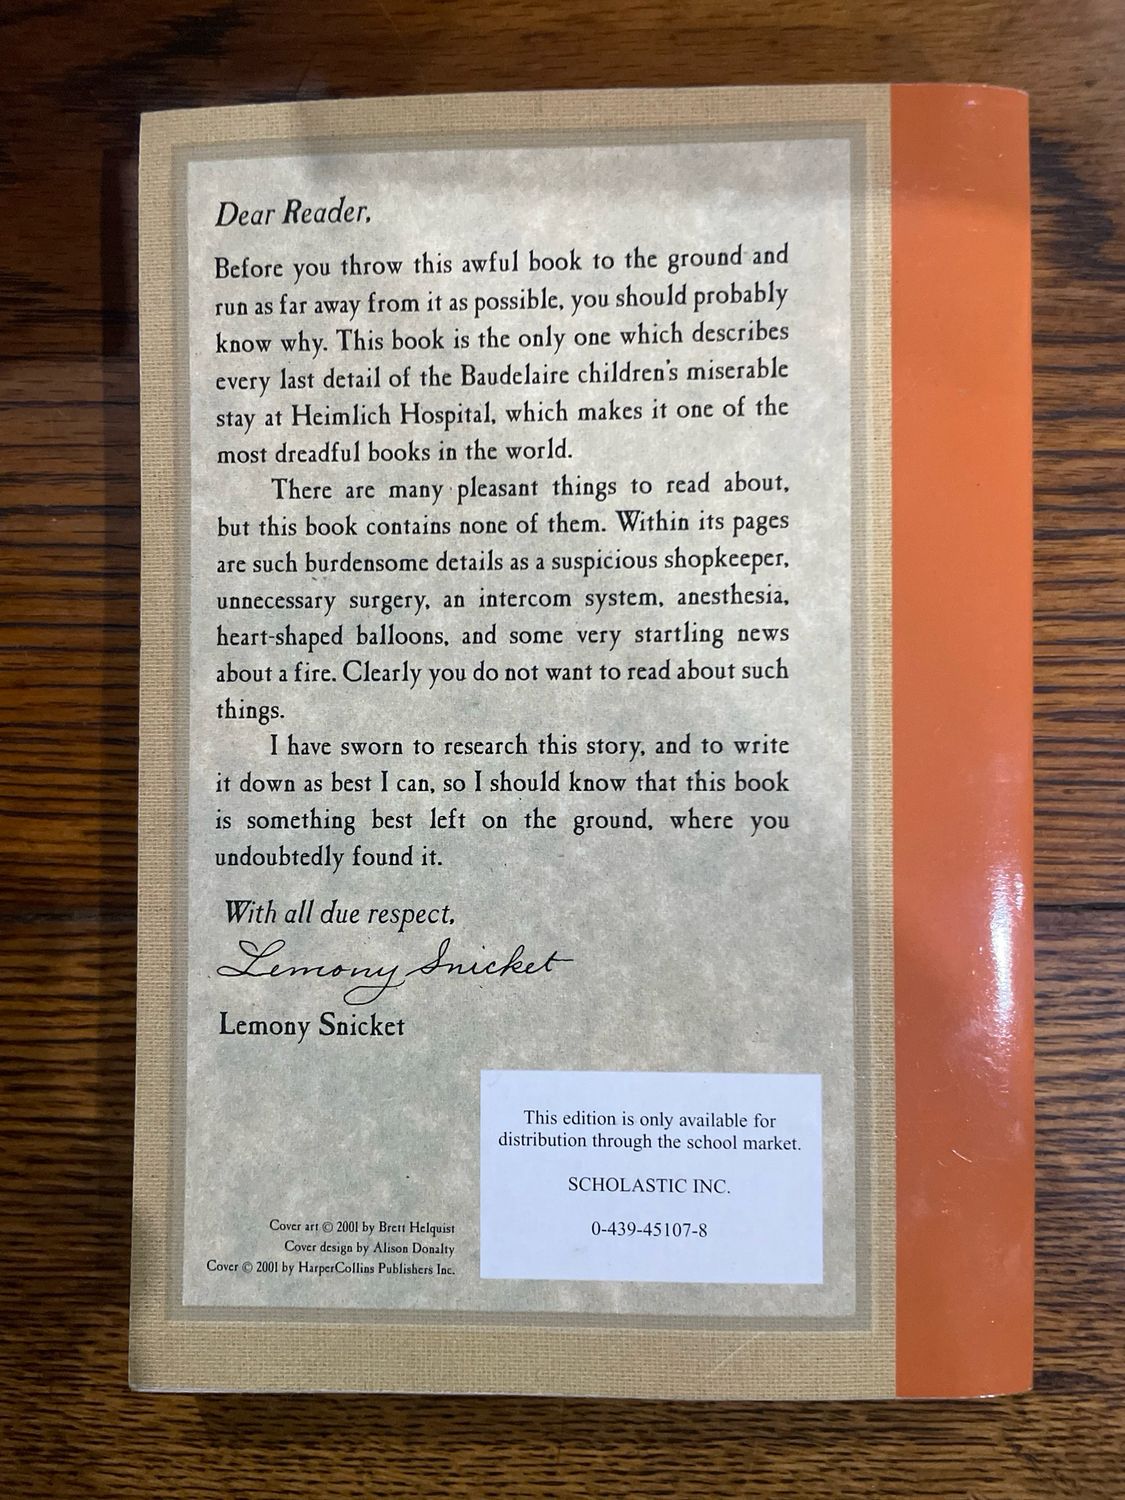 Dear Reader,
Before you throw this awful book to the ground and
run as far away from it as possible, you should probably
know why. This book is the only one which describes
every last detail of the Baudelaire children's miserable
stay at Heimlich Hospital, which makes it one of the
most dreadful books in the world.
There are many pleasant things to read about,
but this book contains none of them. Within its pages
are such burdensome details as a suspicious shopkeeper,
unnecessary surgery, an intercom system, anesthesia,
heart-shaped balloons, and some very startling news
about a fire. Clearly you do not want to read about such
things.
I have sworn to research this story, and to write
it down as best I can, so I should know that this book
is something best left on the ground, where you
undoubtedly found it.
With all due respect,
Lemony Snicket
Lemony Snicket
Cover art © 2001 by Brett Helquist
Cover design by Alison Donalty
Cover © 2001 by HarperCollins Publishers Inc.
This edition is only available for
distribution through the school market.
SCHOLASTIC INC.
0-439-45107-8